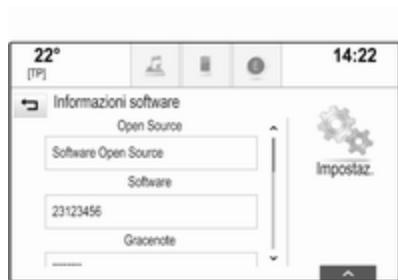 22°
14:22
[TP]
Informazioni software
Open Source
Software Open Source
Impostaz.
Software
23123456
Gracenote